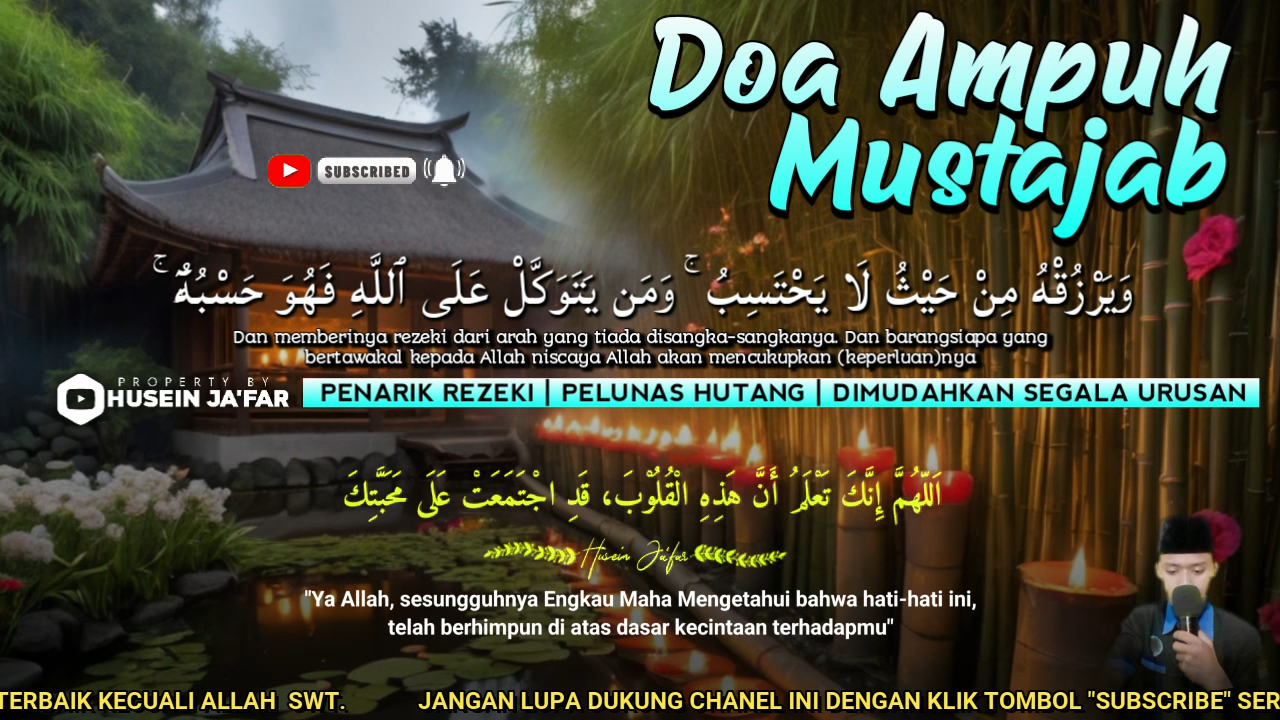 Doa Ampuh
Mustajab
SUBSCRIBED
وَيَرْزُقْهُ مِنْ حَيْثُ لَا يَحْتَسِبُ ۚ وَمَن يَتَوَكَّلْ عَلَى ٱللَّهِ فَهُوَ حَسْبُهُۥٓ ۚ
Dan memberinya rezeki dari arah yang tiada disangka-sangkanya. Dan barangsiapa yang
bertawakal kepada Allah niscaya Allah akan mencukupkan (keperluan)nya
PROPERTY BY
HUSEIN JA'FAR
PENARIK REZEKI | PELUNAS HUTANG | DIMUDAHKAN SEGALA URUSAN
اَللّٰهُمَّ إِنَّكَ تَعْلَمُ أَنَّ هَذِهِ الْقُلُوْبَ، قَدِ اجْتَمَعَتْ عَلَى مَحَبَّتِكَ
Husein Ja'far
"Ya Allah, sesungguhnya Engkau Maha Mengetahui bahwa hati-hati ini,
telah berhimpun di atas dasar kecintaan terhadapmu"
TERBAIK KECUALI ALLAH SWT. JANGAN LUPA DUKUNG CHANEL INI DENGAN KLIK TOMBOL "SUBSCRIBE" SER